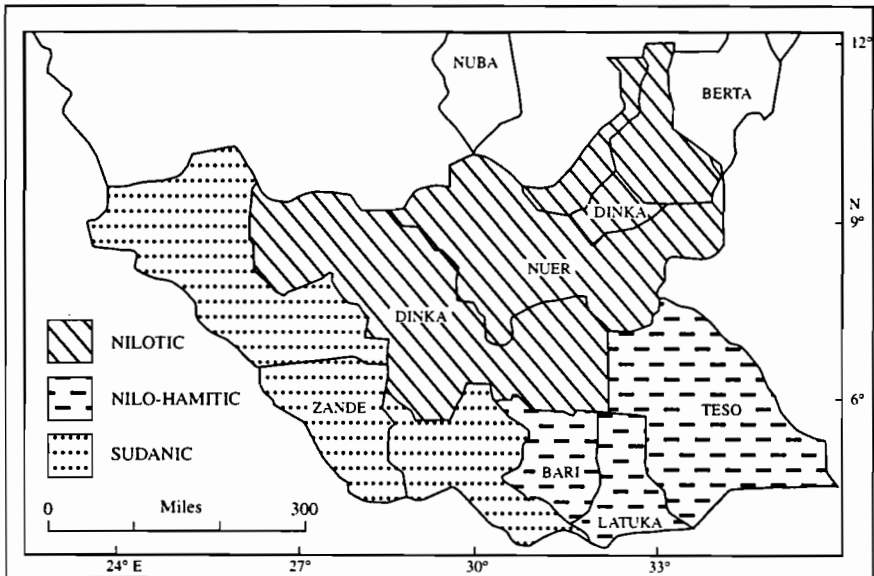 NUBA
12°
BERTA
DINKA
N
9°
NUER
DINKA
NILOTIC
NILO-HAMITIC
SUDANIC
ZANDE
TESO
6°
BARI
LATUKA
0 Miles 300
24° E 27° 30° 33°